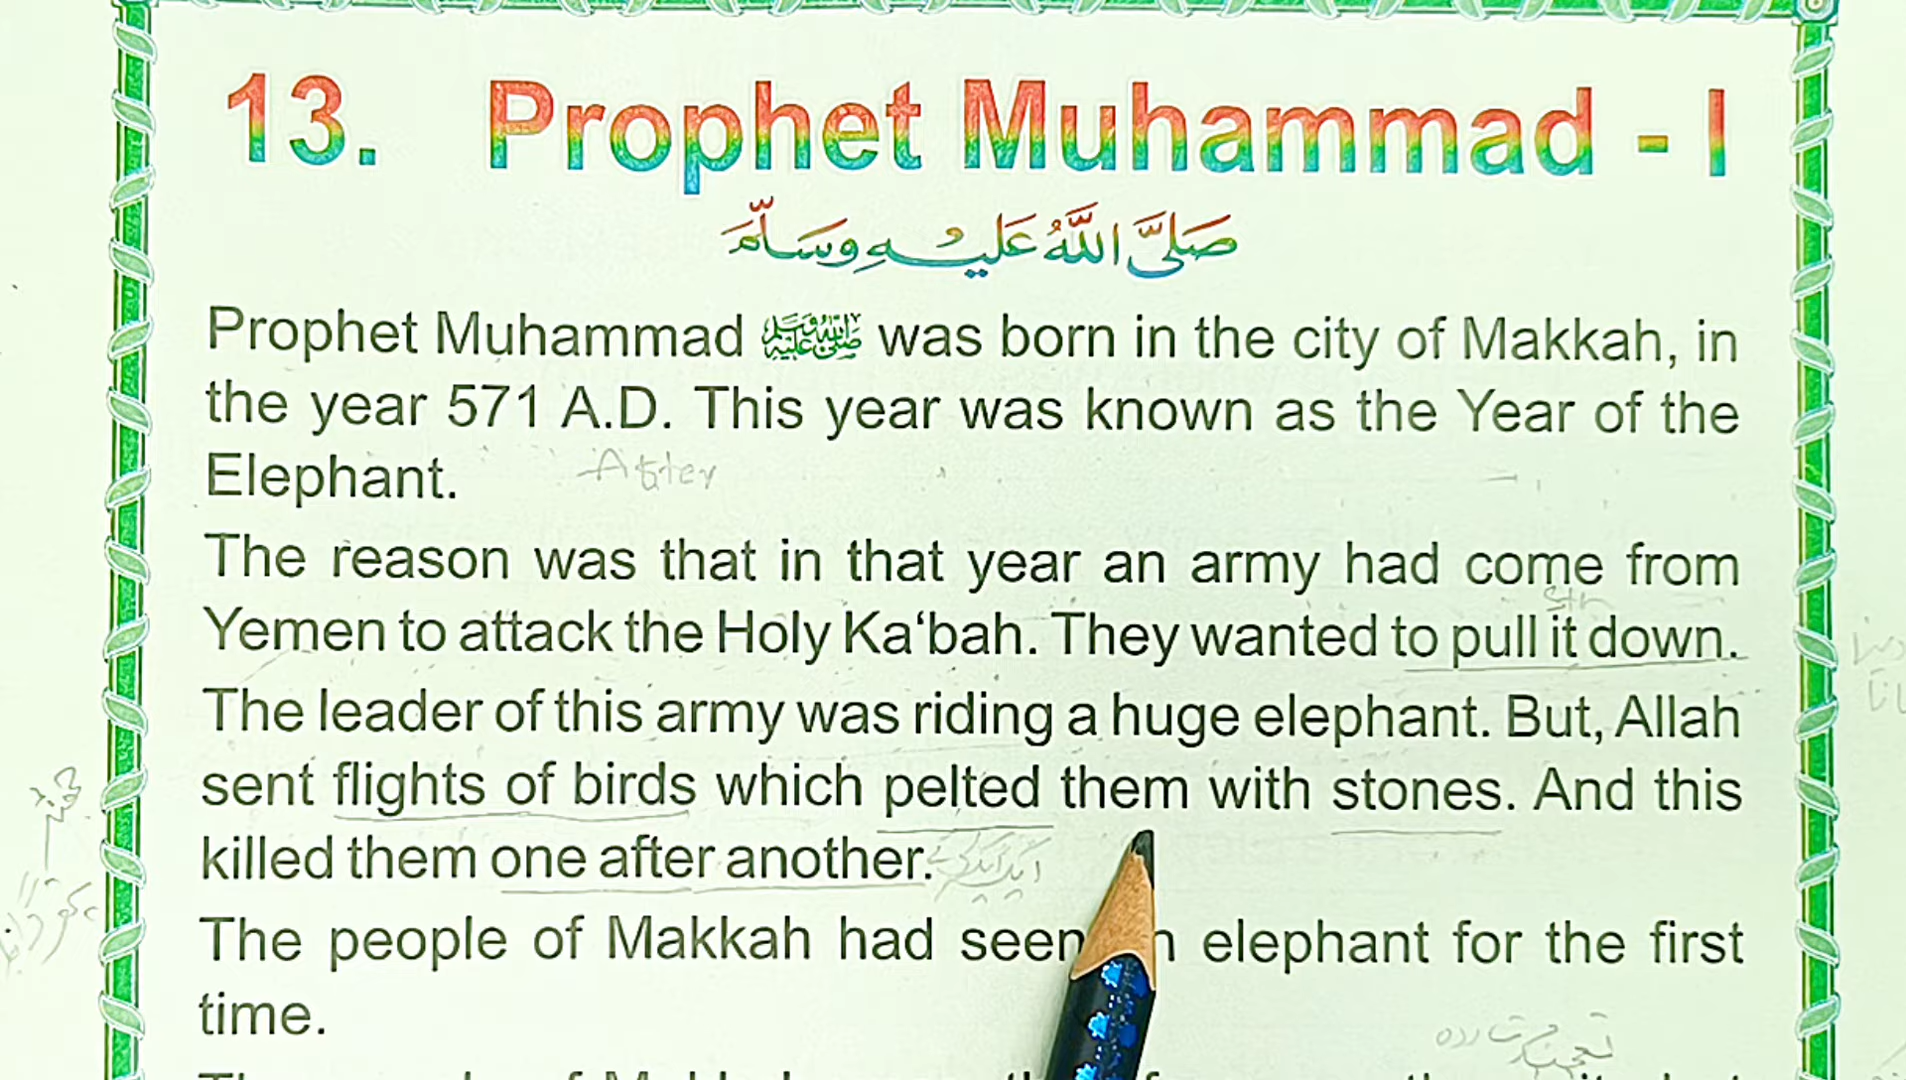 13. Prophet Muhammad - I
صَلَّى اللَّهُ عَلَيْهِ وَسَلَّمَ
Prophet Muhammad ﷺ was born in the city of Makkah, in
the year 571 A.D. This year was known as the Year of the
Elephant.
After
The reason was that in that year an army had come from
Yemen to attack the Holy Ka‘bah. They wanted to pull it down.
The leader of this army was riding a huge elephant. But, Allah
sent flights of birds which pelted them with stones. And this
killed them one after another.
The people of Makkah had seen elephant for the first
time.